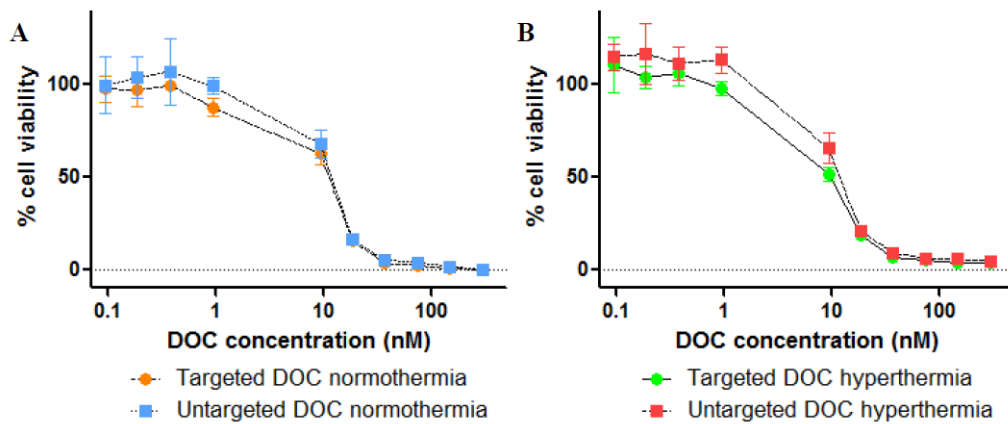 A
% cell viability
100
50
0
0.1 1 10 100
DOC concentration (nM)
Targeted DOC normothermia
Untargeted DOC normothermia
B
% cell viability
100
50
0
0.1 1 10 100
DOC concentration (nM)
Targeted DOC hyperthermia
Untargeted DOC hyperthermia